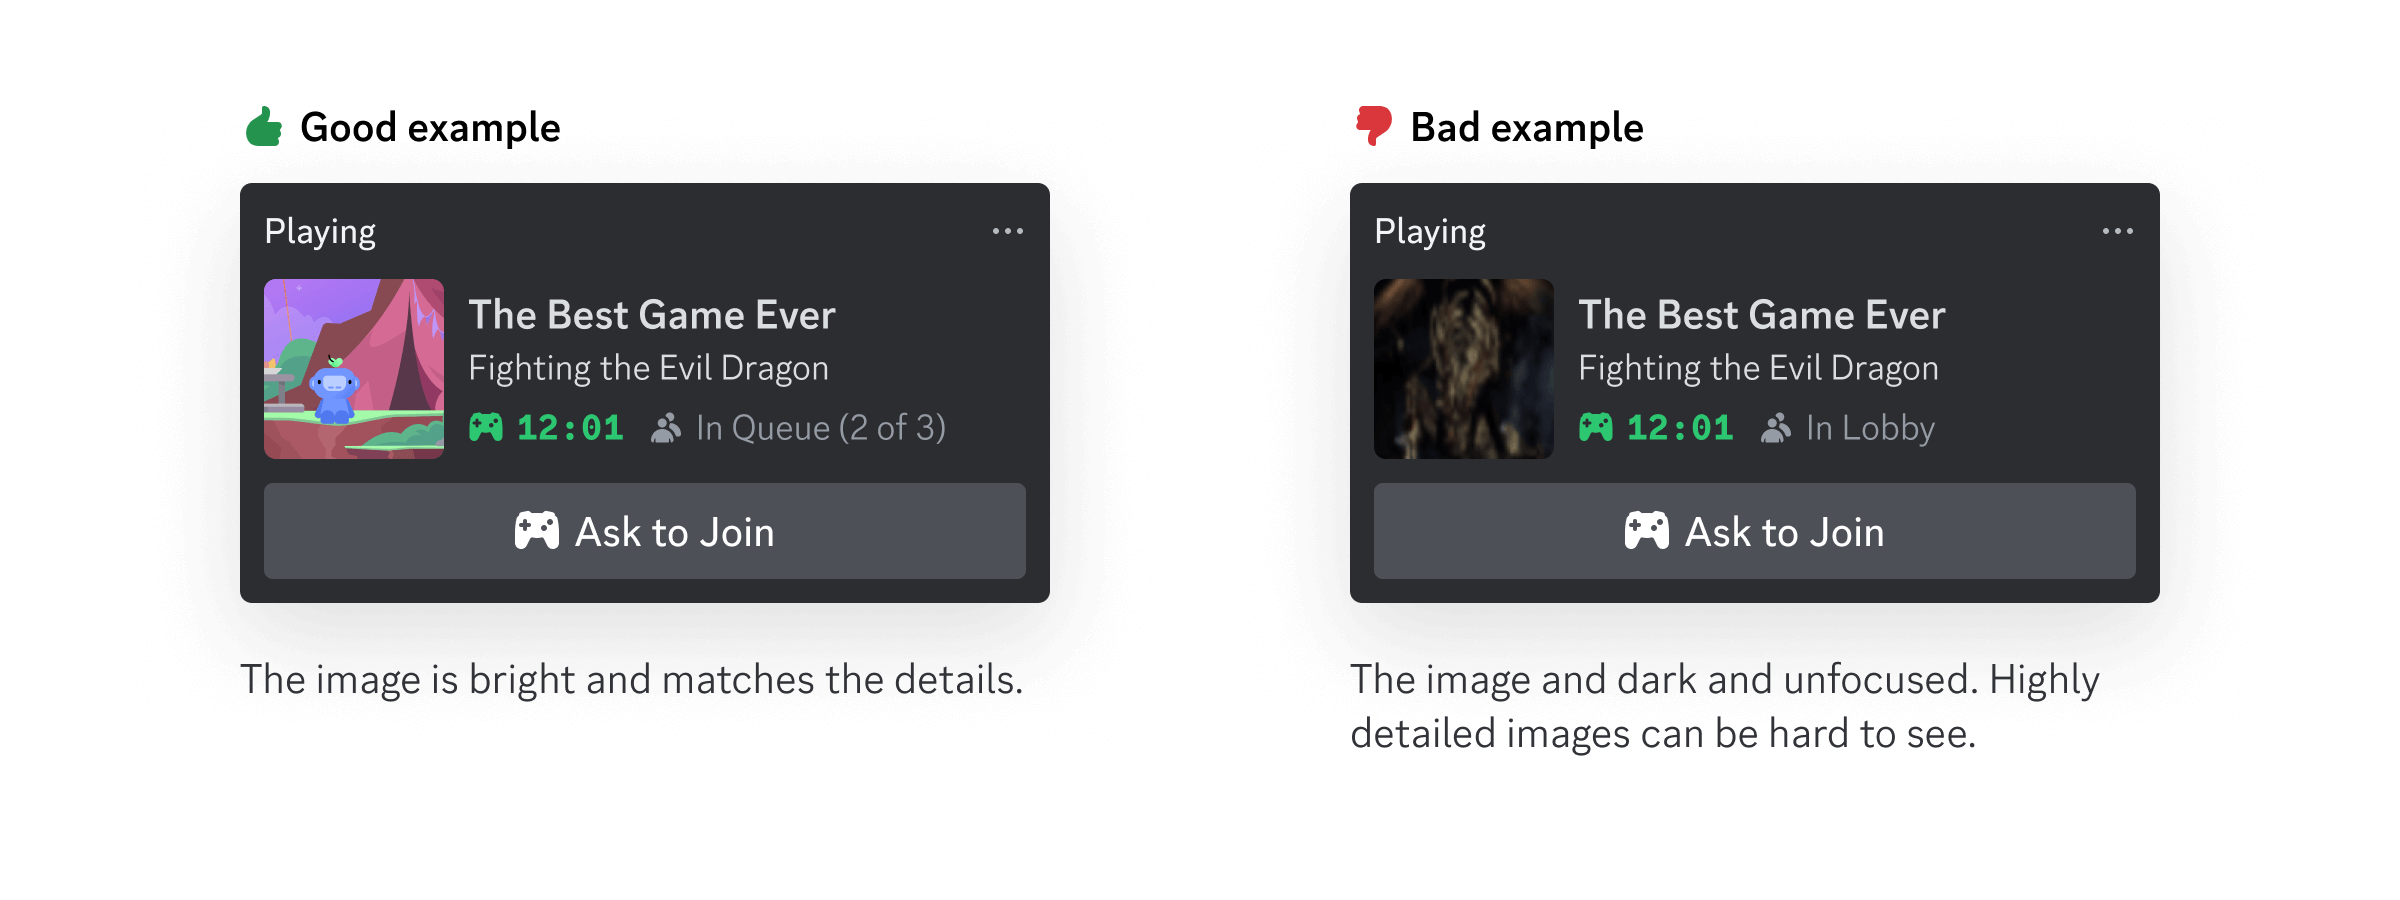 Good example
Playing
The Best Game Ever
Fighting the Evil Dragon
12:01 In Queue (2 of 3)
Ask to Join
The image is bright and matches the details.
Bad example
Playing
The Best Game Ever
Fighting the Evil Dragon
12:01 In Lobby
Ask to Join
The image and dark and unfocused. Highly
detailed images can be hard to see.